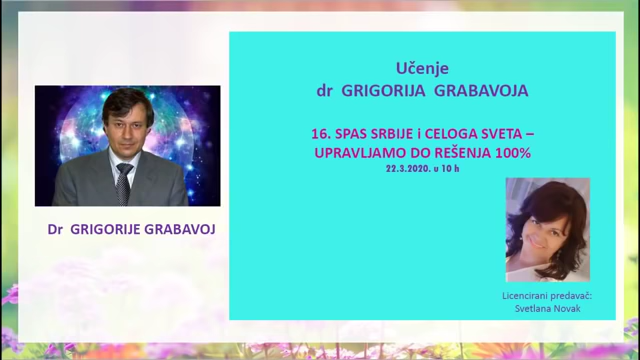 Učenje
dr GRIGORIJA GRABAVOJA
16. SPAS SRBIJE i CELOGA SVETA –
UPRAVLJAMO DO REŠENJA 100%
22.3.2020. u 10 h
Dr GRIGORIJE GRABAVOJ
Licencirani predavač:
Svetlana Novak